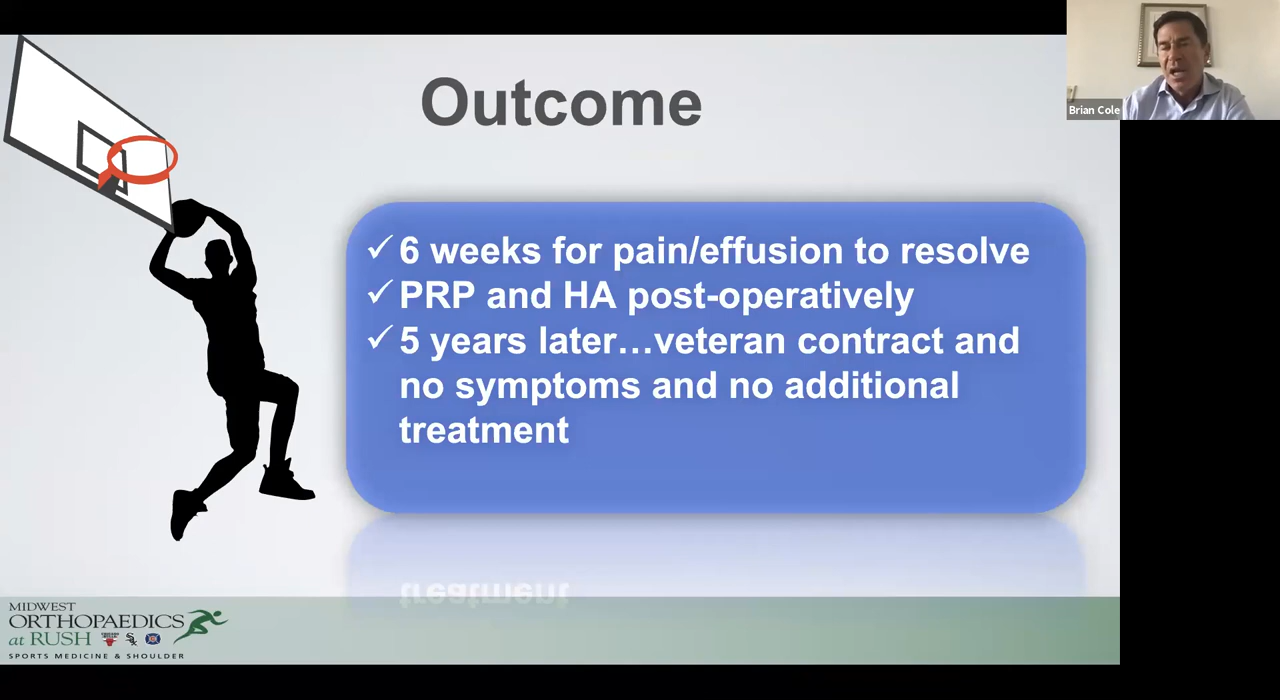 Outcome
Brian Cole
✓ 6 weeks for pain/effusion to resolve
✓ PRP and HA post-operatively
✓ 5 years later…veteran contract and
no symptoms and no additional
treatment
MIDWEST
ORTHOPAEDICS
at RUSH
SPORTS MEDICINE & SHOULDER